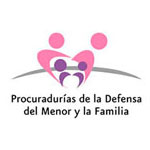 Procuradurías de la Defensa
del Menor y la Familia